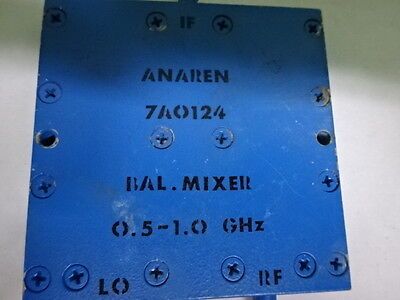 IF
ANAREN
7A0124
BAL. MIXER
0.5-1.0 GHz
LO RF